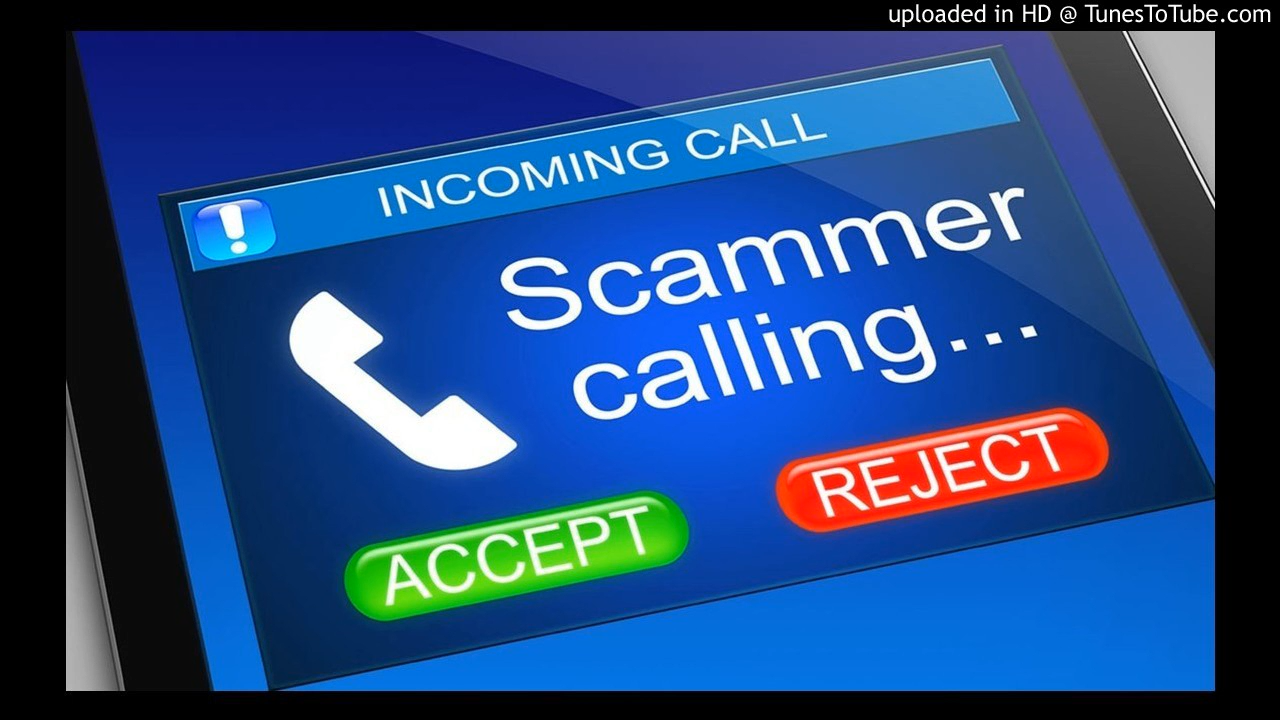 uploaded in HD @ TunesToTube.com
INCOMING CALL
Scammer
calling...
ACCEPT
REJECT